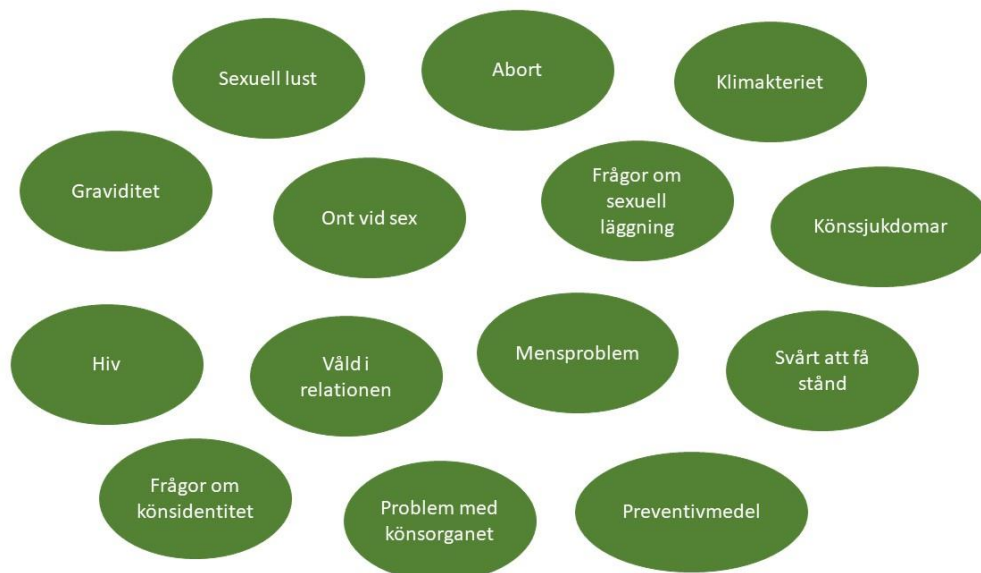 Sexuell lust
Abort
Klimakteriet
Graviditet
Ont vid sex
Frågor om
sexuell
läggning
Könssjukdomar
Hiv
Våld i
relationen
Mensproblem
Svårt att få
stånd
Frågor om
könsidentitet
Problem med
könsorganet
Preventivmedel